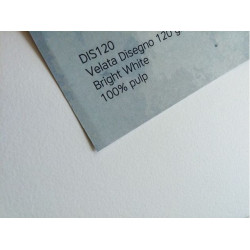 DIS120
Velata Disegno 120 g
Bright White
100% pulp